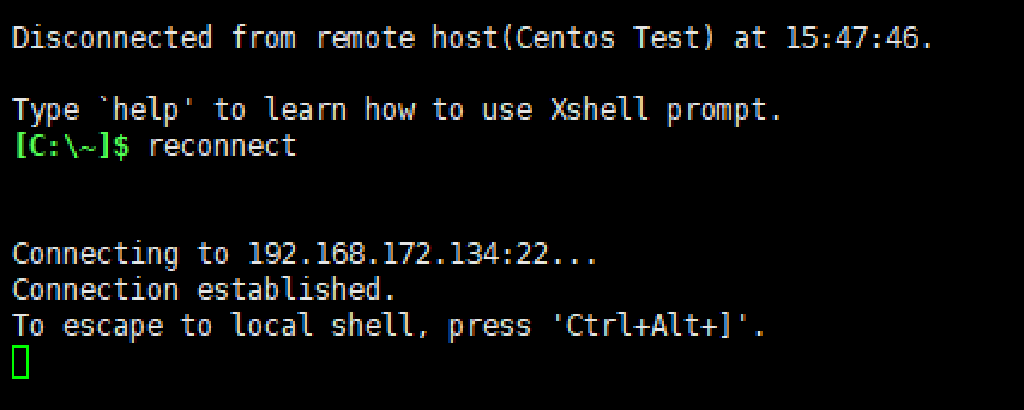 Disconnected from remote host(Centos Test) at 15:47:46.
Type `help' to learn how to use Xshell prompt.
[C:\~]$ reconnect
Connecting to 192.168.172.134:22...
Connection established.
To escape to local shell, press 'Ctrl+Alt+]'.